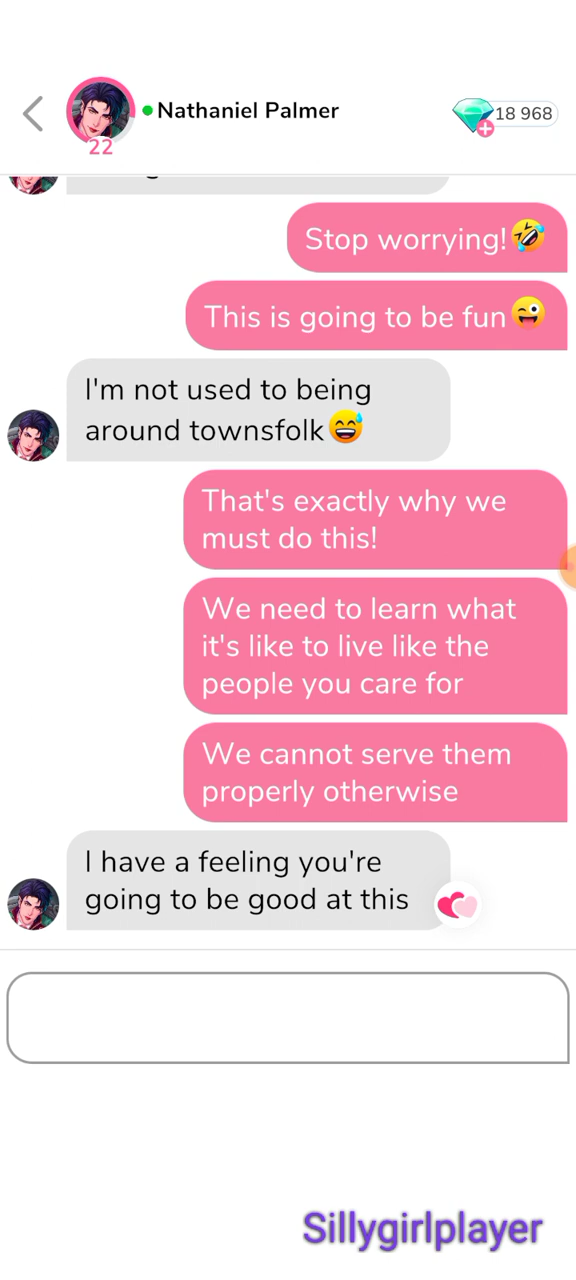 Nathaniel Palmer
18 968
22
Stop worrying!🤣
This is going to be fun😜
I'm not used to being
around townsfolk😅
That's exactly why we
must do this!
We need to learn what
it's like to live like the
people you care for
We cannot serve them
properly otherwise
I have a feeling you're
going to be good at this
Sillygirlplayer